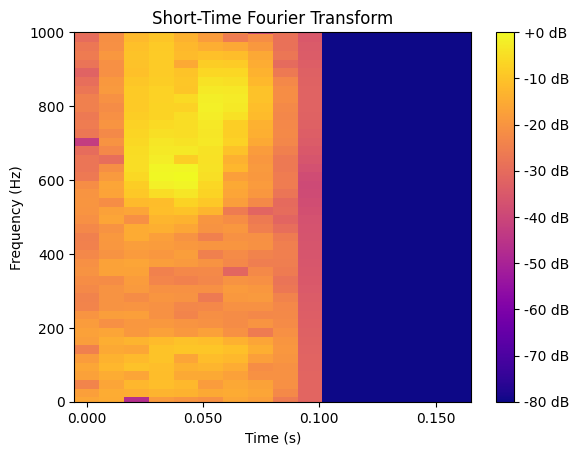 Short-Time Fourier Transform
1000
800
600
400
200
0
Frequency (Hz)
0.000
0.050
0.100
0.150
Time (s)
+0 dB
-10 dB
-20 dB
-30 dB
-40 dB
-50 dB
-60 dB
-70 dB
-80 dB